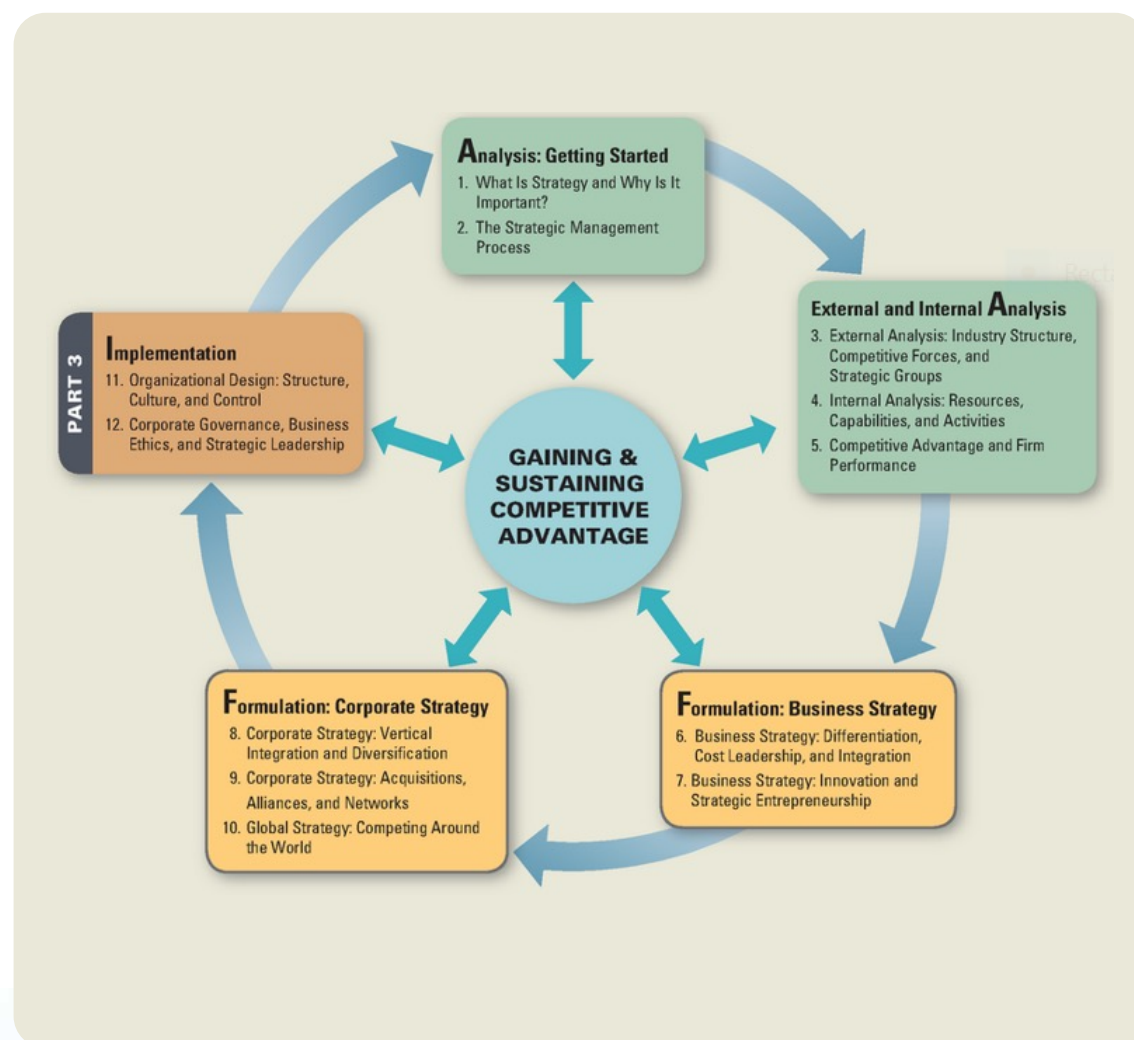 Analysis: Getting Started
1. What Is Strategy and Why Is It
Important?
2. The Strategic Management
Process
External and Internal Analysis
3. External Analysis: Industry Structure,
Competitive Forces, and
Strategic Groups
4. Internal Analysis: Resources,
Capabilities, and Activities
5. Competitive Advantage and Firm
Performance
PART 3
Implementation
11. Organizational Design: Structure,
Culture, and Control
12. Corporate Governance, Business
Ethics, and Strategic Leadership
GAINING &
SUSTAINING
COMPETITIVE
ADVANTAGE
Formulation: Corporate Strategy
8. Corporate Strategy: Vertical
Integration and Diversification
9. Corporate Strategy: Acquisitions,
Alliances, and Networks
10. Global Strategy: Competing Around
the World
Formulation: Business Strategy
6. Business Strategy: Differentiation,
Cost Leadership, and Integration
7. Business Strategy: Innovation and
Strategic Entrepreneurship